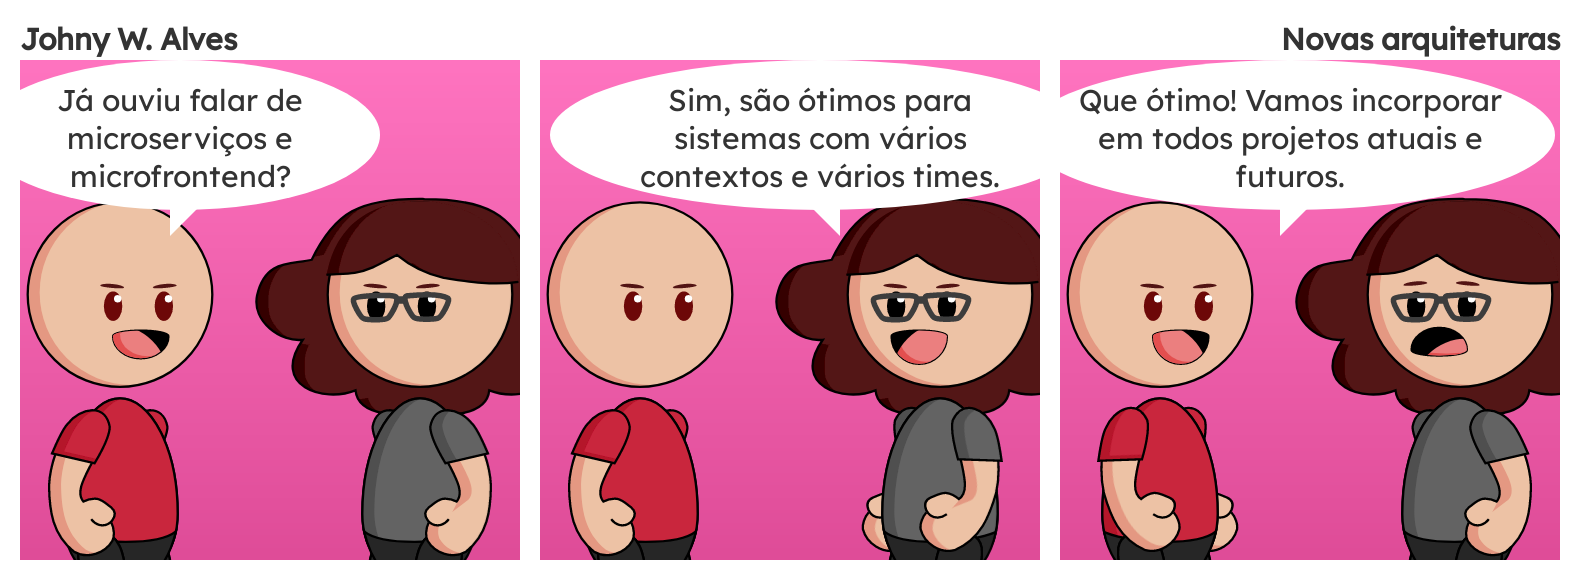 Johny W. Alves
Novas arquiteturas
Já ouviu falar de
microserviços e
microfrontend?
Sim, são ótimos para
sistemas com vários
contextos e vários times.
Que ótimo! Vamos incorporar
em todos projetos atuais e
futuros.